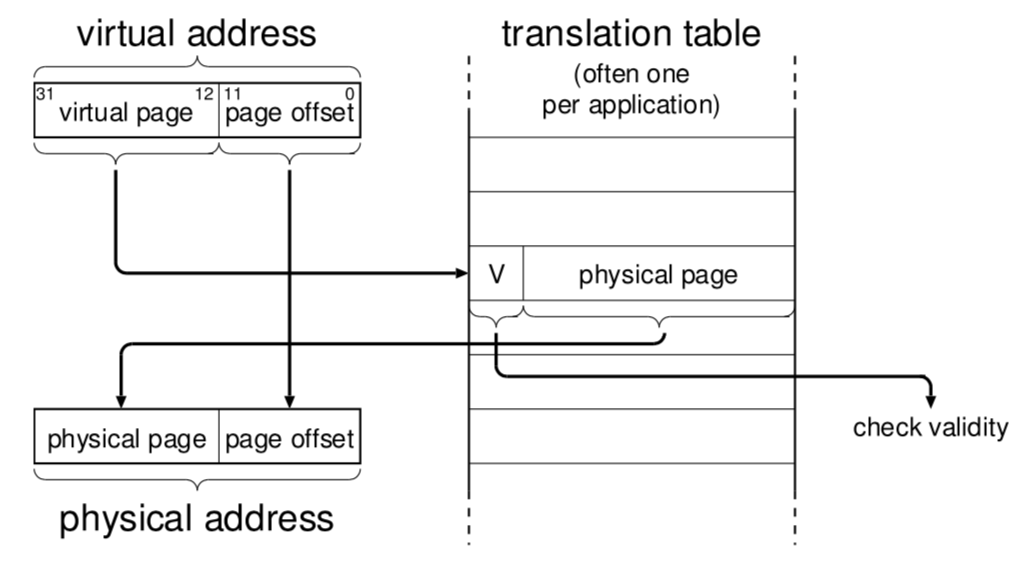 virtual address
31 12 11 0
virtual page page offset
translation table
(often one
per application)
V physical page
physical page page offset
physical address
check validity